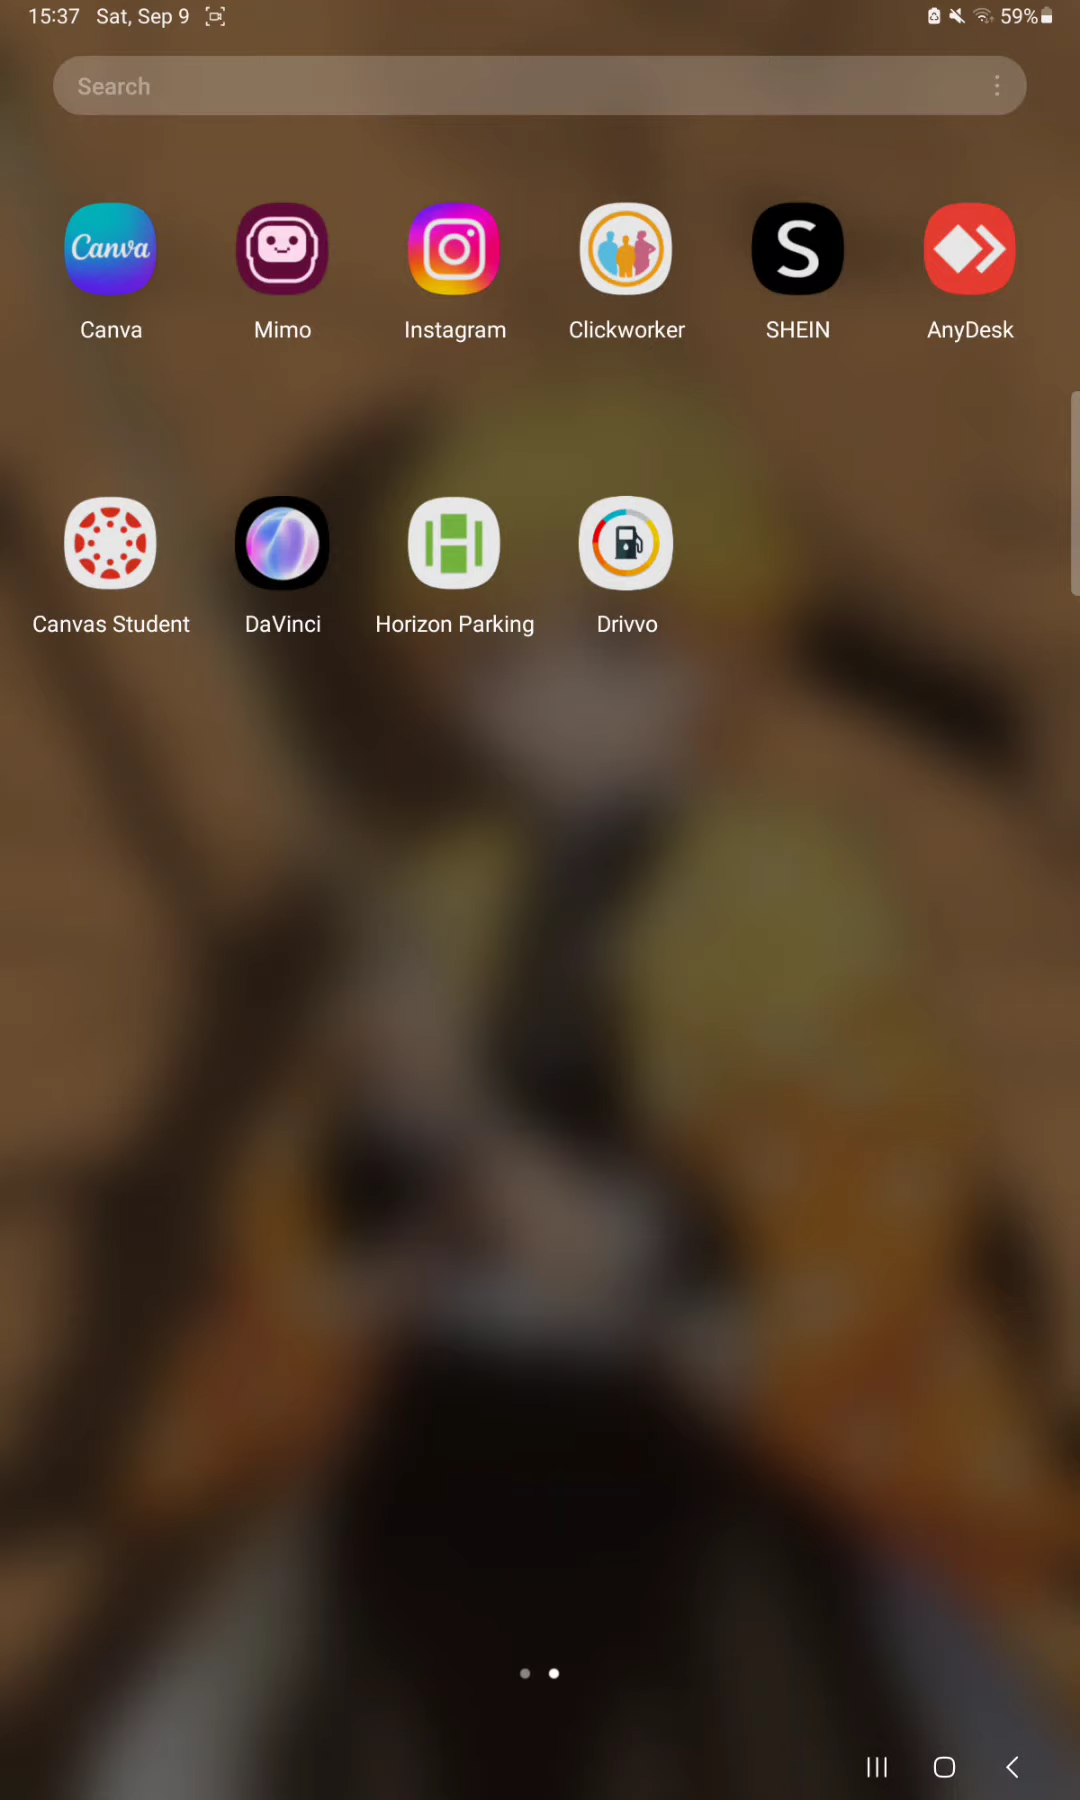 15:37 Sat, Sep 9 59%
Search
Canva
Canva Mimo Instagram Clickworker SHEIN AnyDesk
Canvas Student DaVinci Horizon Parking Drivvo